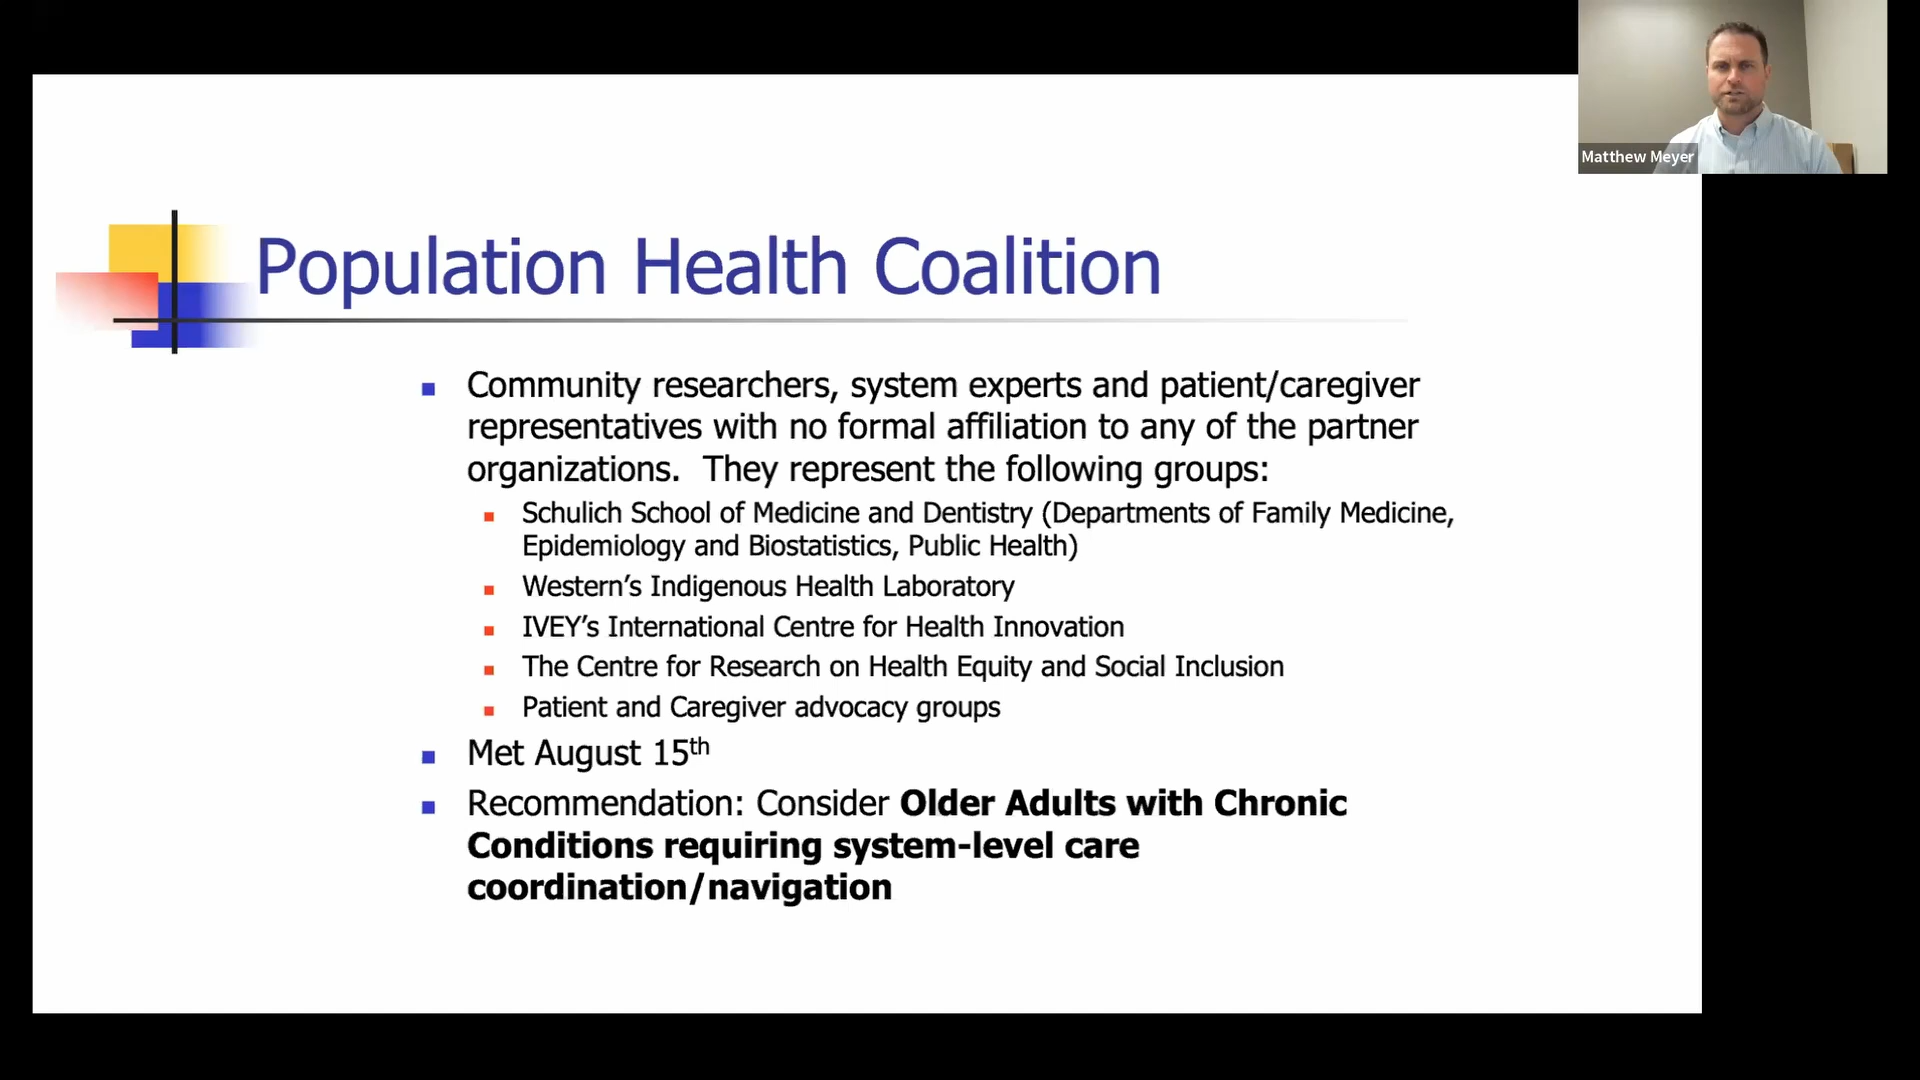 Matthew Meyer
Population Health Coalition
Community researchers, system experts and patient/caregiver
representatives with no formal affiliation to any of the partner
organizations.  They represent the following groups:
Schulich School of Medicine and Dentistry (Departments of Family Medicine,
Epidemiology and Biostatistics, Public Health)
Western’s Indigenous Health Laboratory
IVEY’s International Centre for Health Innovation
The Centre for Research on Health Equity and Social Inclusion
Patient and Caregiver advocacy groups
Met August 15th
Recommendation: Consider Older Adults with Chronic
Conditions requiring system-level care
coordination/navigation